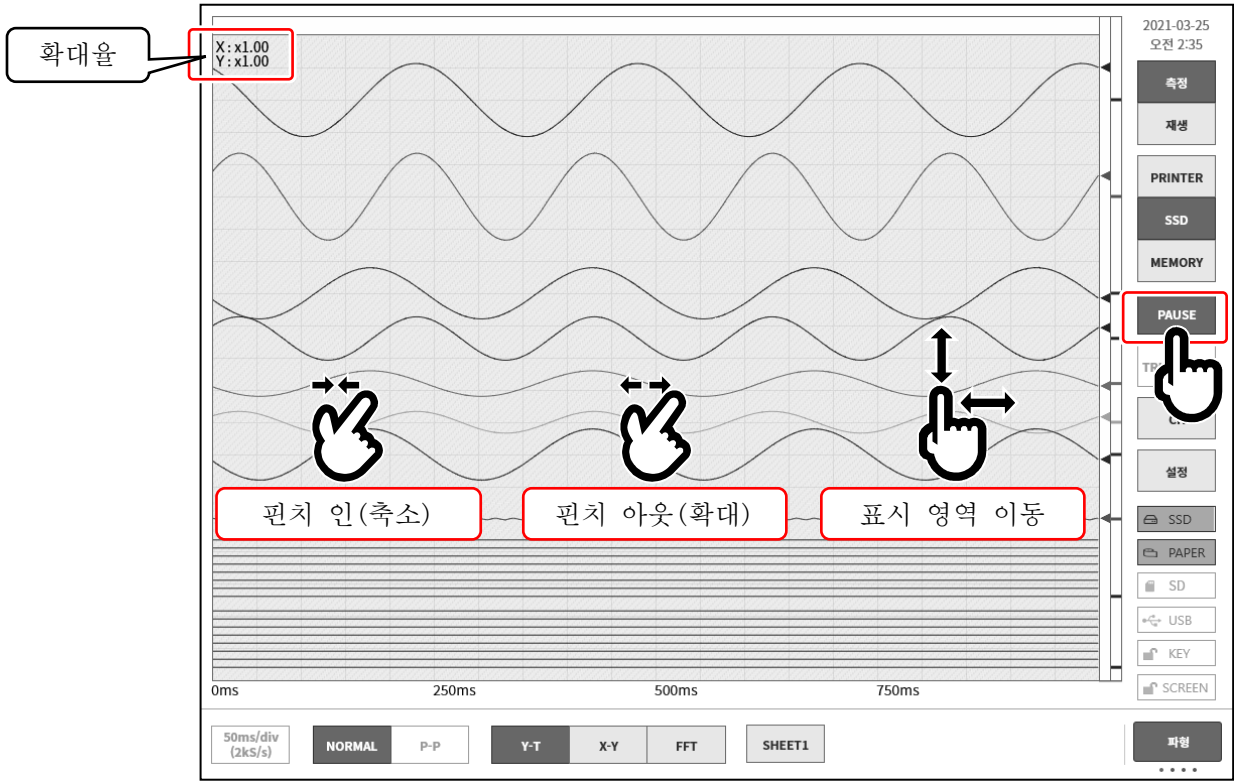 확대율
X:x1.00
Y:x1.00
2021-03-25
오전 2:35
측정
재생
PRINTER
SSD
MEMORY
PAUSE
설정
SSD
PAPER
SD
USB
KEY
SCREEN
핀치 인(축소)
핀치 아웃(확대)
표시 영역 이동
0ms
250ms
500ms
750ms
50ms/div
(2kS/s)
NORMAL
P-P
Y-T
X-Y
FFT
SHEET1
파형